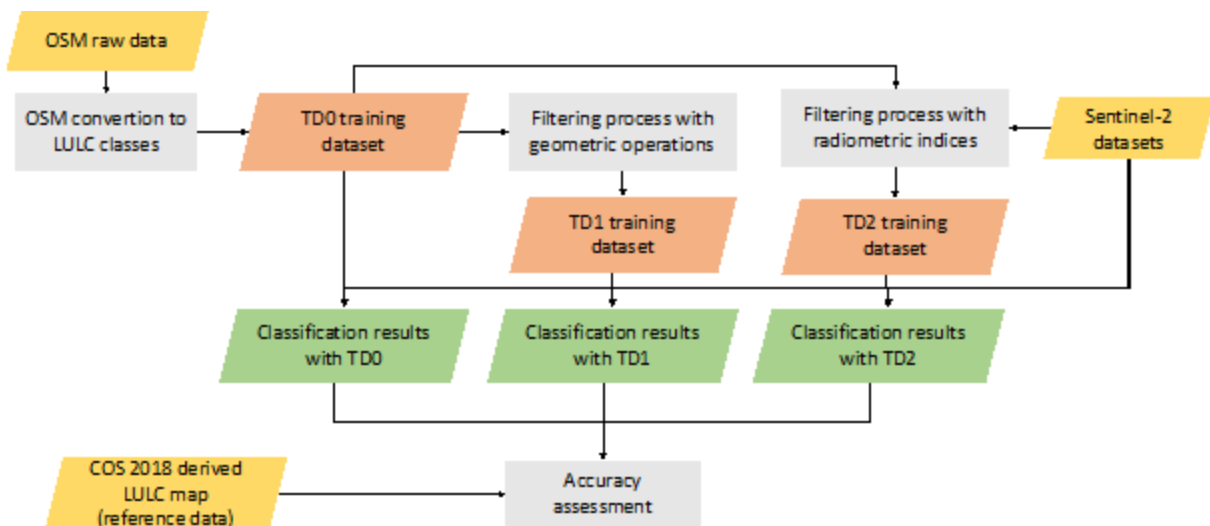 OSM raw data
OSM convertion to
LULC classes
TD0 training
dataset
Filtering process with
geometric operations
Filtering process with
radiometric indices
Sentinel-2
datasets
TD1 training
dataset
TD2 training
dataset
Classification results
with TD0
Classification results
with TD1
Classification results
with TD2
COS 2018 derived
LULC map
(reference data)
Accuracy
assessment